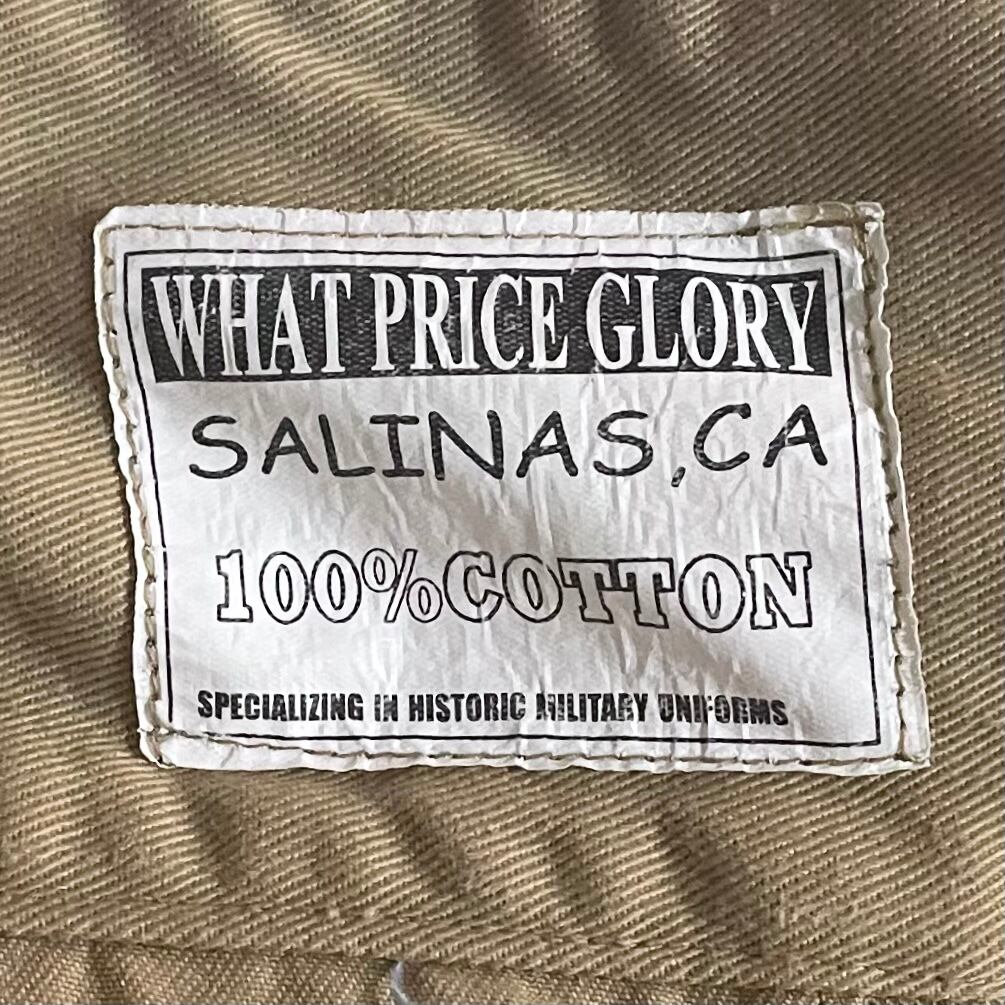 WHAT PRICE GLORY
SALINAS, CA
100% COTTON
SPECIALIZING IN HISTORIC MILITARY UNIFORMS